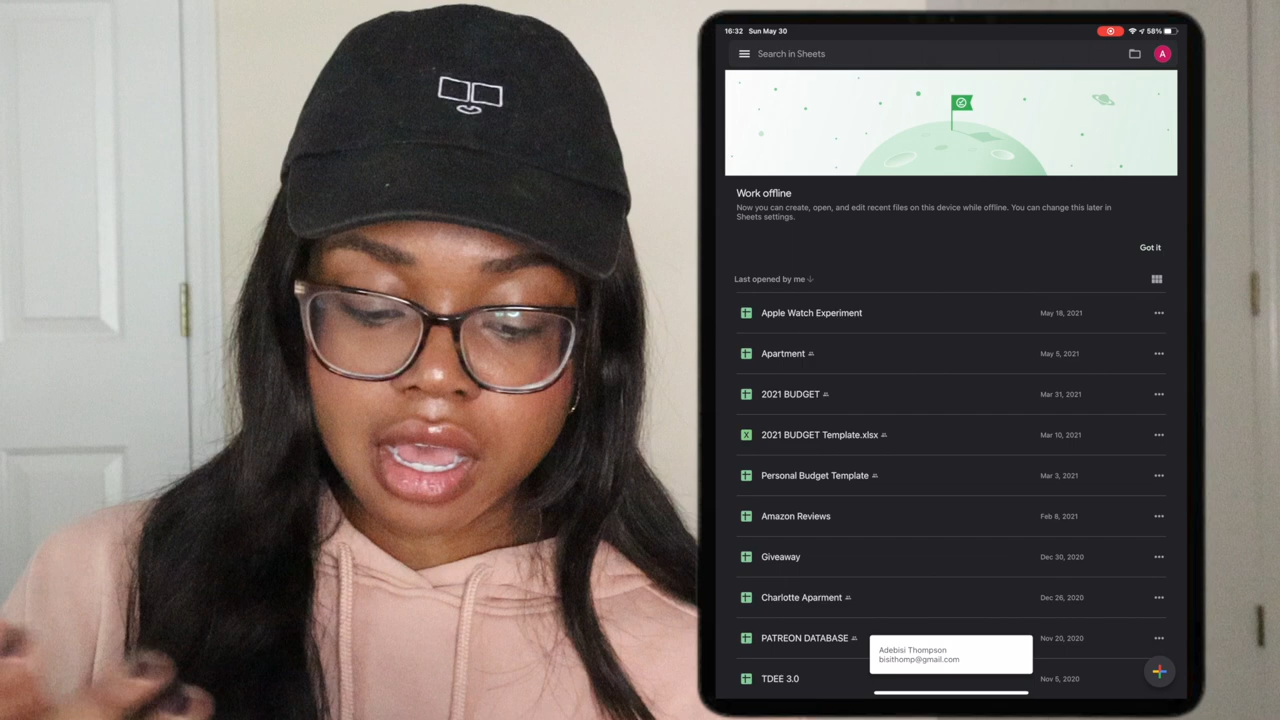 16:32 Sun May 30
58%
Search in Sheets
A
Work offline
Now you can create, open, and edit recent files on this device while offline. You can change this later in
Sheets settings.
Got it
Last opened by me
Apple Watch Experiment May 18, 2021
Apartment May 5, 2021
2021 BUDGET Mar 31, 2021
X 2021 BUDGET Template.xlsx Mar 10, 2021
Personal Budget Template Mar 3, 2021
Amazon Reviews Feb 8, 2021
Giveaway Dec 30, 2020
Charlotte Aparment Dec 26, 2020
PATREON DATABASE Nov 20, 2020
Adebisi Thompson
bisithomp@gmail.com
TDEE 3.0 Nov 5, 2020